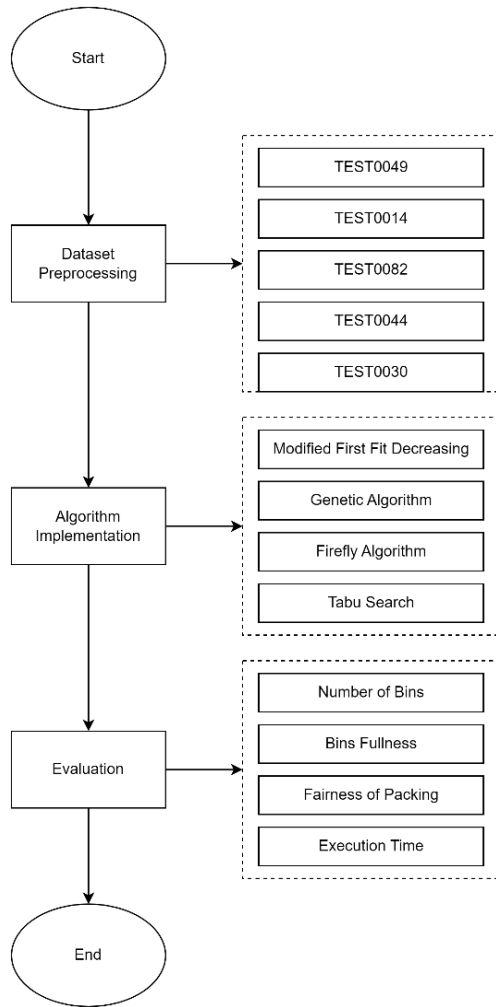 Start
Dataset
Preprocessing
TEST0049
TEST0014
TEST0082
TEST0044
TEST0030
Algorithm
Implementation
Modified First Fit Decreasing
Genetic Algorithm
Firefly Algorithm
Tabu Search
Evaluation
Number of Bins
Bins Fullness
Fairness of Packing
Execution Time
End